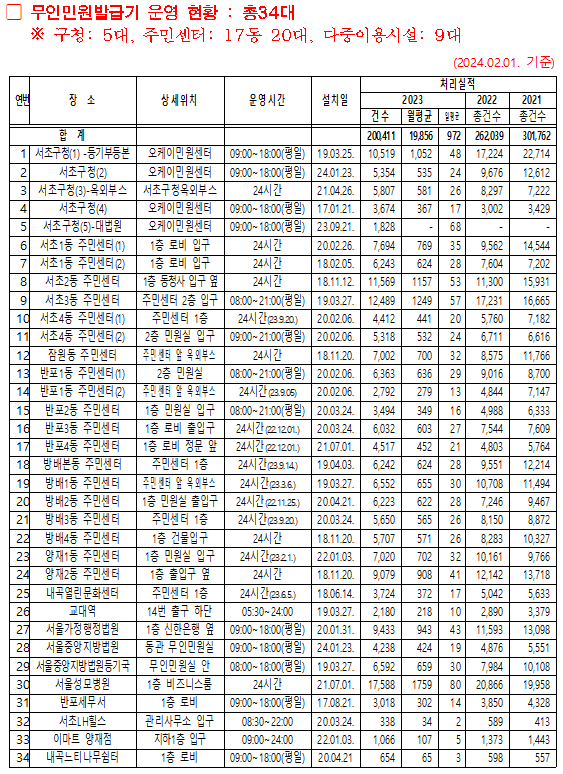 □ 무인민원발급기 운영 현황 : 총34대
※ 구청: 5대, 주민센터: 17동 20대, 다중이용시설: 9대
(2024.02.01. 기준)
연번 장 소 상세위치 운영시간 설치일 처리실적
2023 2022 2021
건 수 월평균 일평균 총건수 총건수
합 계 200,411 19,856 972 262,039 301,762
1 서초구청(1) -등기부등본 오케이민원센터 09:00~18:00(평일) 19.03.25. 10,519 1,052 48 17,224 22,714
2 서초구청(2) 오케이민원센터 09:00~18:00(평일) 24.01.23. 5,354 535 24 9,676 12,612
3 서초구청(3)-옥외부스 서초구청옥외부스 24시간 21.04.26. 5,807 581 26 8,297 7,222
4 서초구청(4) 오케이민원센터 09:00~18:00(평일) 17.01.21. 3,674 367 17 3,002 3,429
5 서초구청(5)-대법원 오케이민원센터 09:00~18:00(평일) 23.09.21. 1,828 - 68 - -
6 서초1동 주민센터(1) 1층 로비 입구 24시간 20.02.26. 7,694 769 35 9,562 14,544
7 서초1동 주민센터(2) 1층 로비 입구 24시간 18.02.05. 6,243 624 28 7,604 7,202
8 서초2동 주민센터 1층 동청사 입구 옆 24시간 18.11.12. 11,569 1157 53 11,300 15,931
9 서초3동 주민센터 주민센터 2층 입구 08:00~21:00(평일) 19.03.27. 12,489 1249 57 17,231 16,665
10 서초4동 주민센터(1) 주민센터 1층 24시간(23.9.20.) 20.02.06. 4,412 441 20 5,760 7,182
11 서초4동 주민센터(2) 2층 민원실 입구 09:00~21:00(평일) 20.02.06. 5,318 532 24 6,711 6,616
12 잠원동 주민센터 주민센터 앞 옥외부스 24시간 18.11.20. 7,002 700 32 8,575 11,766
13 반포1동 주민센터(1) 2층 민원실 08:00~21:00(평일) 20.02.06. 6,363 636 29 9,016 8,700
14 반포1동 주민센터(2) 주민센터 앞 옥외부스 24시간(23.9.05) 20.02.06. 2,792 279 13 4,844 7,147
15 반포2동 주민센터 1층 민원실 입구 08:00~21:00(평일) 20.03.24. 3,494 349 16 4,988 6,333
16 반포3동 주민센터 1층 로비 출입구 24시간(22.12.01.) 20.03.24. 6,032 603 27 7,544 7,609
17 반포4동 주민센터 1층 로비 정문 앞 24시간(22.12.01.) 21.07.01. 4,517 452 21 4,803 5,764
18 방배본동 주민센터 주민센터 1층 24시간(23.9.14.) 19.04.03. 6,242 624 28 9,551 12,214
19 방배1동 주민센터 주민센터 앞 옥외부스 24시간(23.3.6.) 19.03.27. 6,552 655 30 10,708 11,494
20 방배2동 주민센터 1층 민원실 출입구 24시간(22.11.25.) 20.04.21. 6,223 622 28 7,246 9,467
21 방배3동 주민센터 주민센터 1층 24시간(23.9.20.) 20.03.24. 5,650 565 26 8,150 8,872
22 방배4동 주민센터 1층 건물입구 24시간 18.11.20. 5,707 571 26 8,283 10,327
23 양재1동 주민센터 1층 민원실 입구 24시간(23.2.1.) 22.01.03. 7,020 702 32 10,161 9,766
24 양재2동 주민센터 1층 출입구 옆 24시간 18.11.20. 9,079 908 41 12,142 13,718
25 내곡열린문화센터 주민센터 1층 24시간(23.6.5.) 18.06.14. 3,724 372 17 5,042 5,633
26 교대역 14번 출구 하단 05:30~24:00 19.03.27. 2,180 218 10 2,890 3,379
27 서울가정행정법원 1층 신한은행 옆 09:00~18:00(평일) 20.01.31. 9,433 943 43 11,593 13,098
28 서울중앙지방법원 동관 무인민원실 09:00~18:00(평일) 24.01.23. 4,238 424 19 4,876 5,551
29 서울중앙지방법원등기국 무인민원실 안 08:00~18:00(평일) 19.03.27. 6,592 659 30 7,984 10,108
30 서울성모병원 1층 비즈니스룸 24시간 21.07.01. 17,588 1759 80 20,866 19,958
31 반포세무서 1층 로비 09:00~18:00(평일) 17.08.21. 3,018 302 14 3,850 4,328
32 서초LH힐스 관리사무소 입구 08:30~22:00 20.03.24. 338 34 2 589 413
33 이마트 양재점 지하1층 입구 09:00~24:00 22.01.03. 1,066 107 5 1,373 1,443
34 내곡느티나무쉼터 1층 로비 09:00~18:00(평일) 20.04.21 654 65 3 598 557